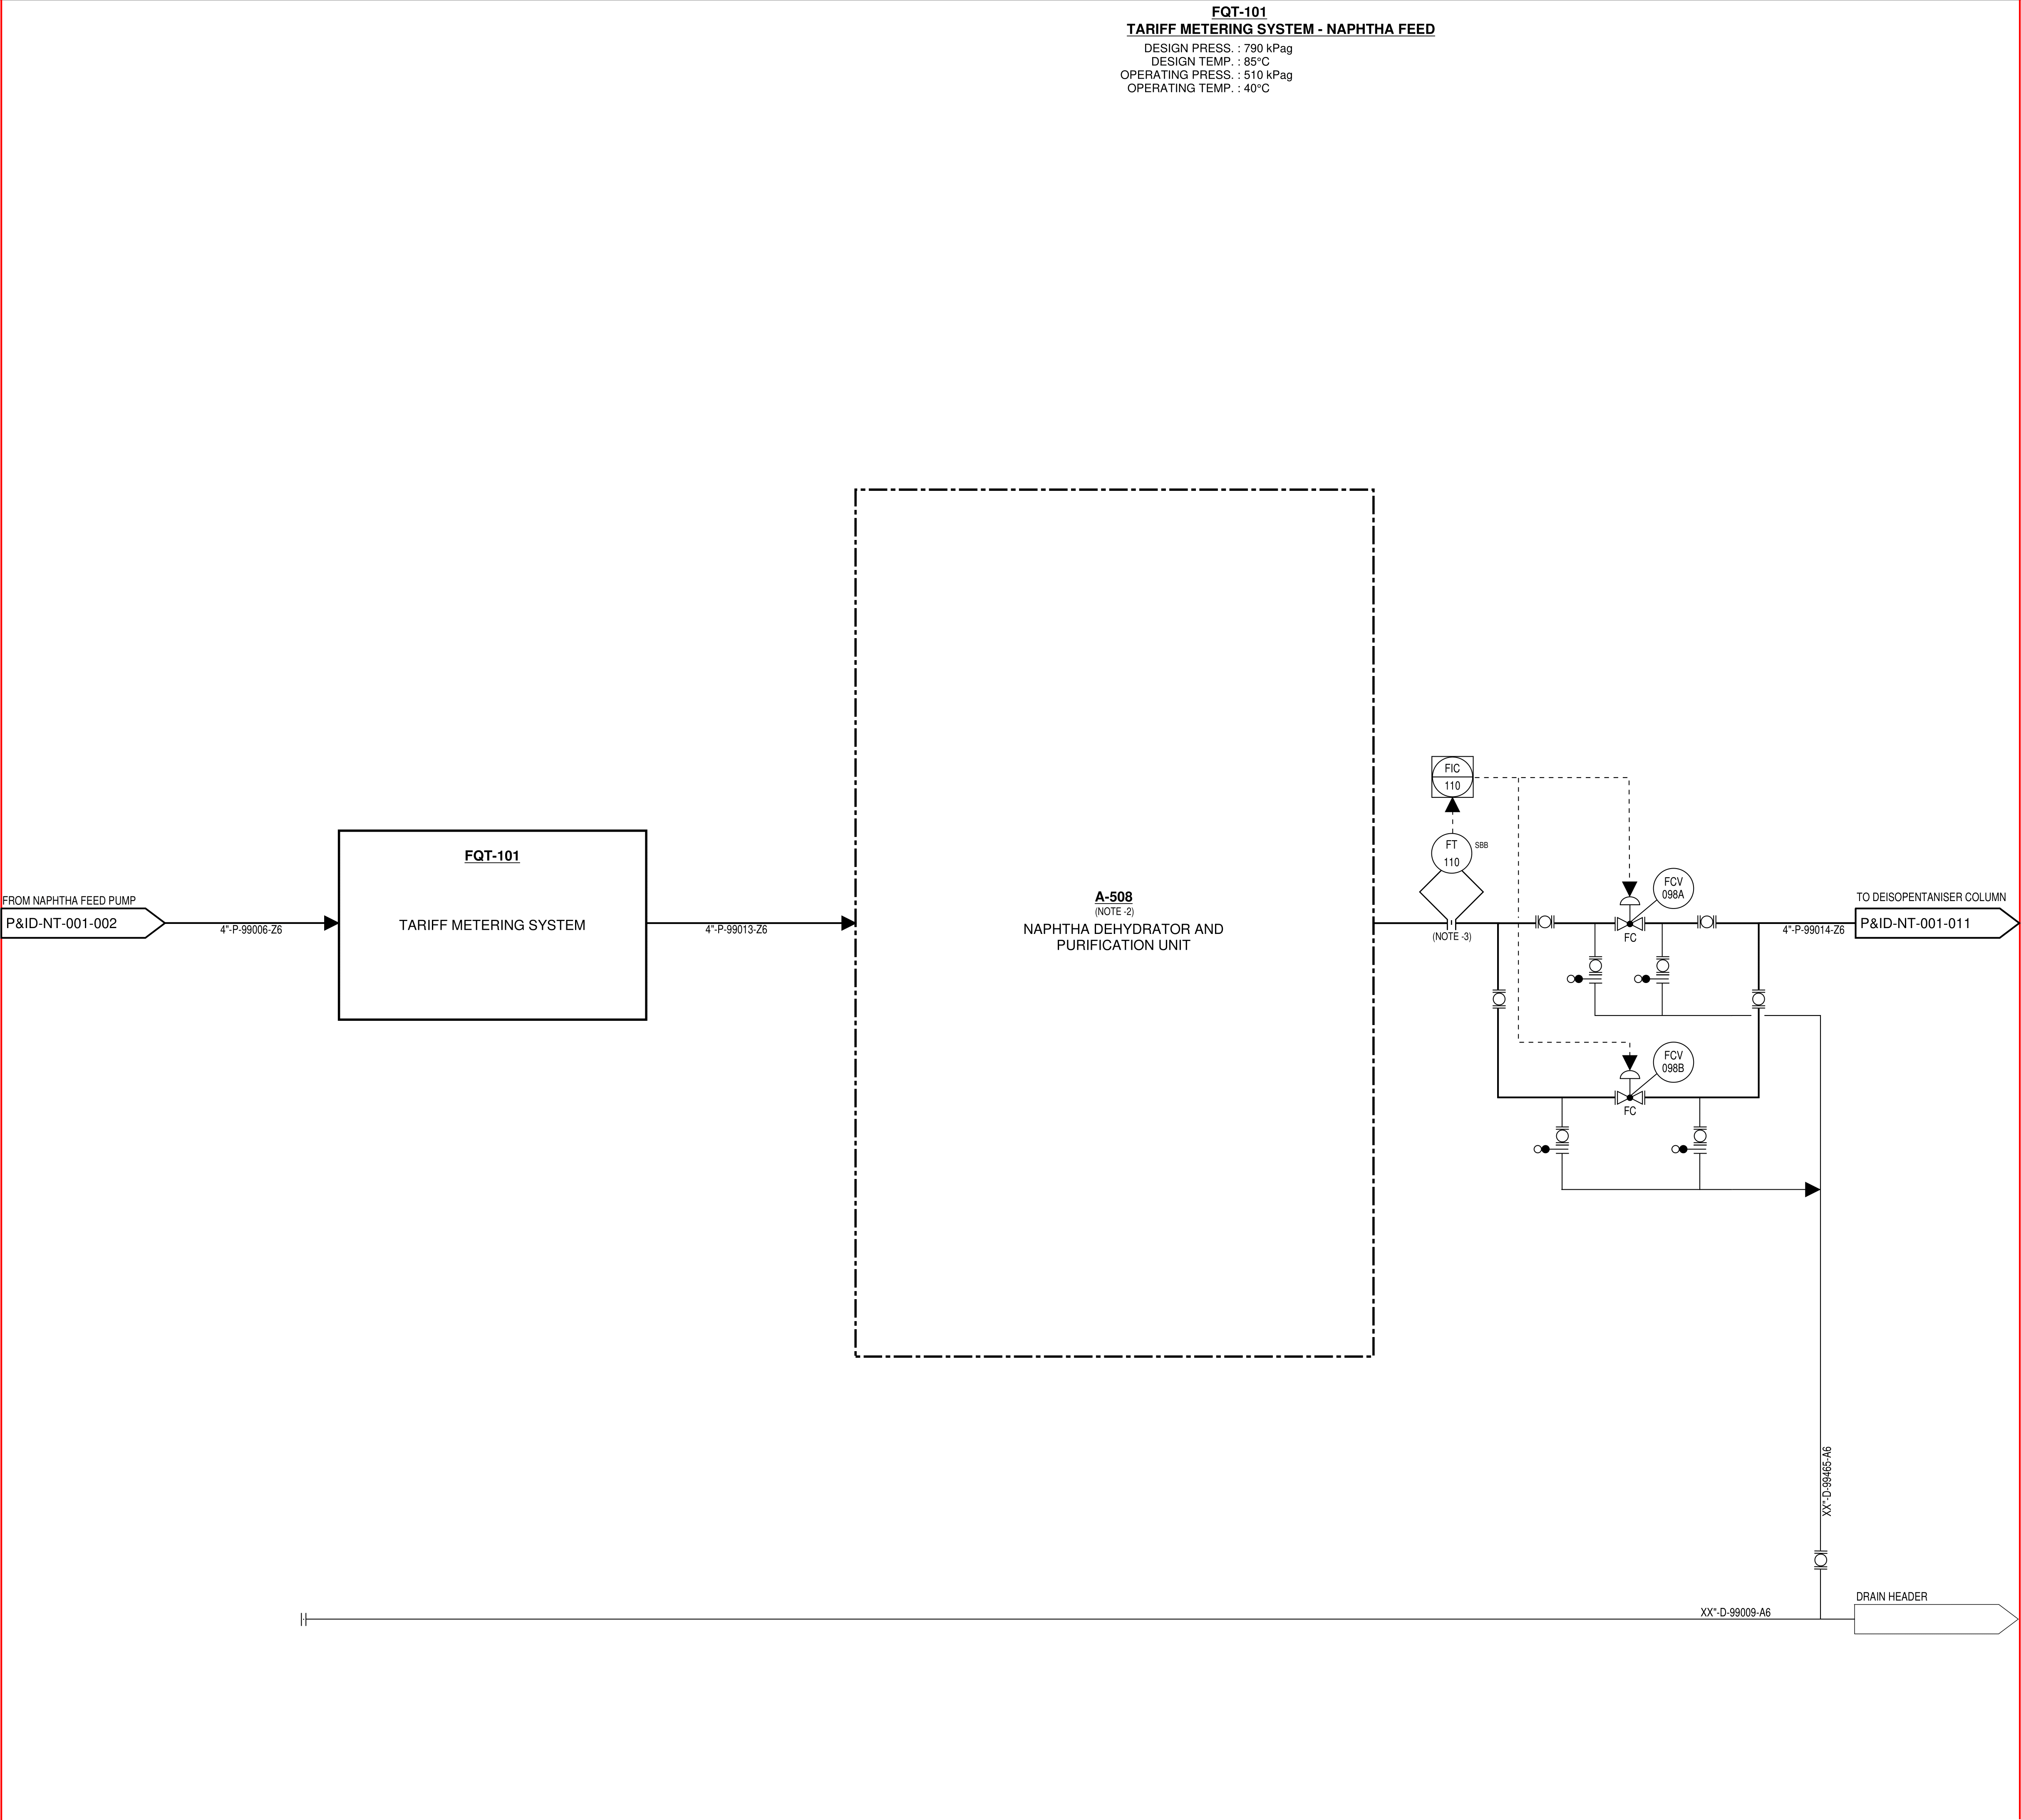 FQT-101
TARIFF METERING SYSTEM - NAPHTHA FEED
DESIGN PRESS. : 790 kPag
DESIGN TEMP. : 85°C
OPERATING PRESS. : 510 kPag
OPERATING TEMP. : 40°C
FIC
110
FT
110
SBB
FQT-101
TARIFF METERING SYSTEM
FROM NAPHTHA FEED PUMP
P&ID-NT-001-002
4"-P-99006-Z6
4"-P-99013-Z6
A-508
(NOTE -2)
NAPHTHA DEHYDRATOR AND
PURIFICATION UNIT
(NOTE -3)
FCV
098A
FC
4"-P-99014-Z6
TO DEISOPENTANISER COLUMN
P&ID-NT-001-011
FCV
098B
FC
XX"-D-99465-A6
XX"-D-99009-A6
DRAIN HEADER